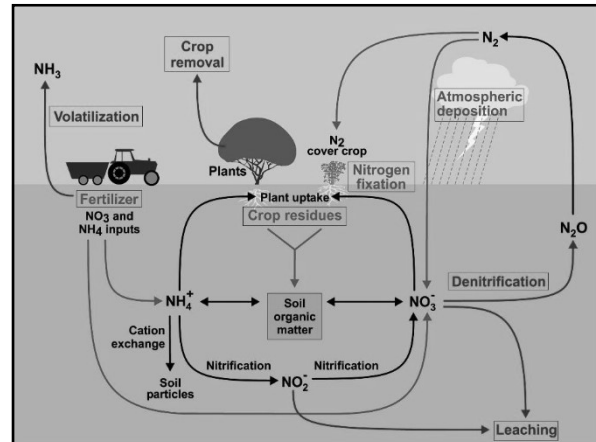 Crop
removal
N2
NH3
Volatilization
Atmospheric
deposition
N2
cover crop
Plants
Nitrogen
fixation
Fertilizer
Plant uptake
Crop residues
NO3 and
NH4 inputs
N2O
Denitrification
NH4+
Soil
organic
matter
NO3-
Cation
exchange
Nitrification
Nitrification
Soil
particles
NO2-
Leaching